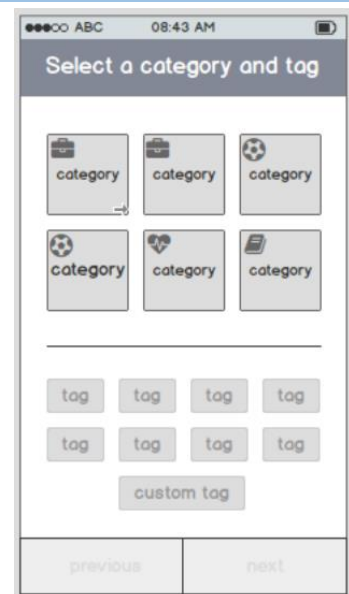 ABC 08:43 AM
Select a category and tag
category category category
category category category
tag tag tag tag
tag tag tag tag
custom tag
previous next